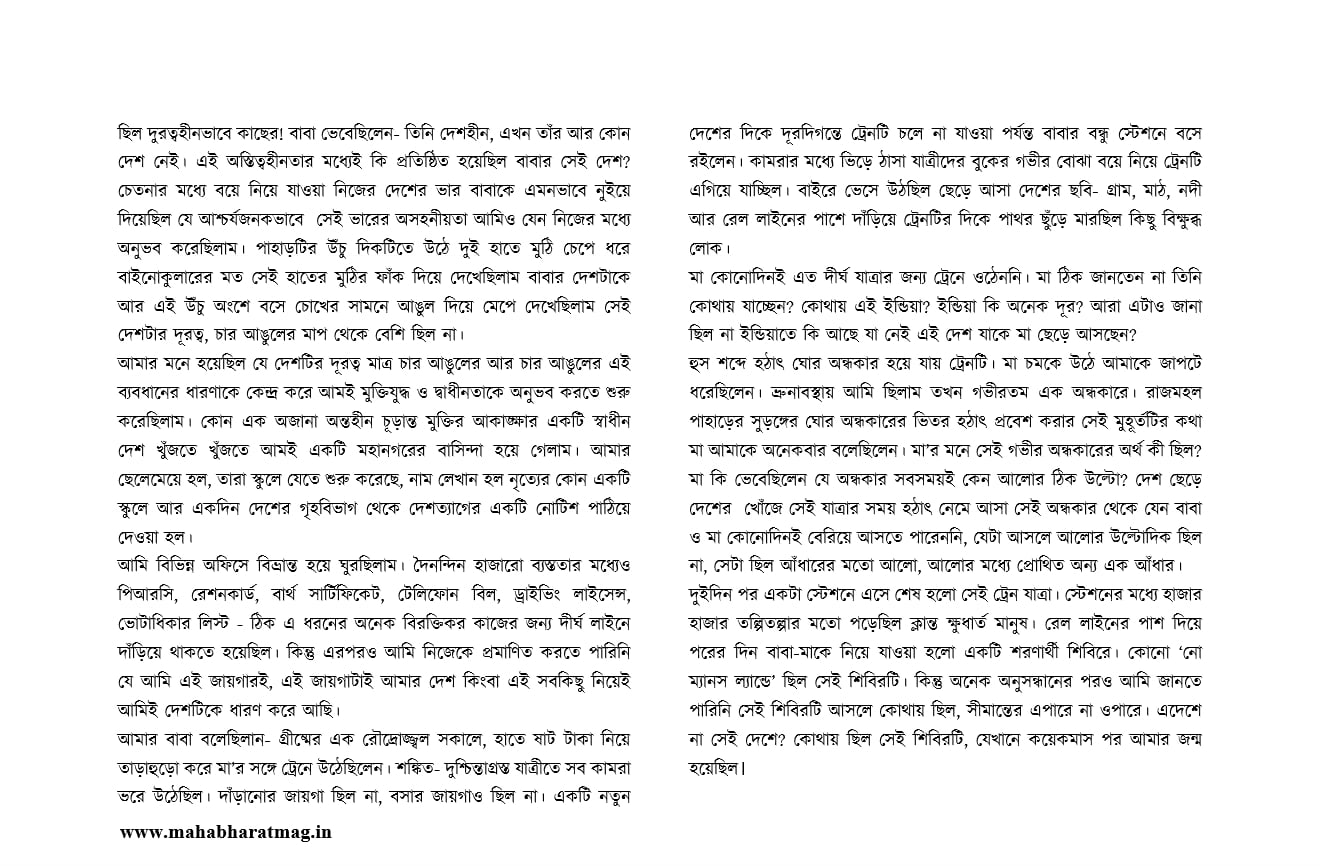 ছিল দুরত্বহীনভাবে কাছের! বাবা ভেবেছিলেন- তিনি দেশহীন, এখন তাঁর আর কোন
দেশ নেই। এই অস্তিত্বহীনতার মধ্যেই কি প্রতিষ্ঠিত হয়েছিল বাবার সেই দেশ?
চেতনার মধ্যে বয়ে নিয়ে যাওয়া নিজের দেশের ভার বাবাকে এমনভাবে নুইয়ে
দিয়েছিল যে আশ্চর্যজনকভাবে সেই ভারের অসহনীয়তা আমিও যেন নিজের মধ্যে
অনুভব করেছিলাম। পাহাড়টির উঁচু দিকটিতে উঠে দুই হাতে মুঠি চেপে ধরে
বাইনোকুলারের মত সেই হাতের মুঠির ফাঁক দিয়ে দেখেছিলাম বাবার দেশটাকে
আর এই উঁচু অংশে বসে চোখের সামনে আঙুল দিয়ে মেপে দেখেছিলাম সেই
দেশটার দূরত্ব, চার আঙুলের মাপ থেকে বেশি ছিল না।
আমার মনে হয়েছিল যে দেশটির দূরত্ব মাত্র চার আঙুলের আর চার আঙুলের এই
ব্যবধানের ধারণাকে কেন্দ্র করে আমই মুক্তিযুদ্ধ ও দ্বাধীনতাকে অনুভব করতে শুরু
করেছিলাম। কোন এক অজানা অন্তহীন চূড়ান্ত মুক্তির আকাঙ্ক্ষার একটি স্বাধীন
দেশ খুঁজতে খুঁজতে আমই একটি মহানগরের বাসিন্দা হয়ে গেলাম। আমার
ছেলেমেয়ে হল, তারা স্কুলে যেতে শুরু করেছে, নাম লেখান হল নৃত্যের কোন একটি
স্কুলে আর একদিন দেশের গৃহবিভাগ থেকে দেশত্যাগের একটি নোটিশ পাঠিয়ে
দেওয়া হল।
আমি বিভিন্ন অফিসে বিভ্রান্ত হয়ে ঘুরছিলাম। দৈনন্দিন হাজারো ব্যস্ততার মধ্যেও
পিআরসি, রেশনকার্ড, বার্থ সার্টিফিকেট, টেলিফোন বিল, ড্রাইভিং লাইসেন্স,
ভোটাধিকার লিস্ট - ঠিক এ ধরনের অনেক বিরক্তিকর কাজের জন্য দীর্ঘ লাইনে
দাঁড়িয়ে থাকতে হয়েছিল। কিন্তু এরপরও আমি নিজেকে প্রমাণিত করতে পারিনি
যে আমি এই জায়গারই, এই জায়গাটাই আমার দেশ কিংবা এই সবকিছু নিয়েই
আমিই দেশটিকে ধারণ করে আছি।
আমার বাবা বলেছিলান- গ্রীষ্মের এক রৌদ্রোজ্জ্বল সকালে, হাতে ষাট টাকা নিয়ে
তাড়াহুড়ো করে মা'র সঙ্গে ট্রেনে উঠেছিলেন। শঙ্কিত- দুশ্চিন্তাগ্রস্ত যাত্রীতে সব কামরা
ভরে উঠেছিল। দাঁড়ানোর জায়গা ছিল না, বসার জায়গাও ছিল না। একটি নতুন
দেশের দিকে দূরদিগন্তে ট্রেনটি চলে না যাওয়া পর্যন্ত বাবার বন্ধু স্টেশনে বসে
রইলেন। কামরার মধ্যে ভিড়ে ঠাসা যাত্রীদের বুকের গভীর বোঝা বয়ে নিয়ে ট্রেনটি
এগিয়ে যাচ্ছিল। বাইরে ভেসে উঠছিল ছেড়ে আসা দেশের ছবি- গ্রাম, মাঠ, নদী
আর রেল লাইনের পাশে দাঁড়িয়ে ট্রেনটির দিকে পাথর ছুঁড়ে মারছিল কিছু বিক্ষুব্ধ
লোক।
মা কোনোদিনই এত দীর্ঘ যাত্রার জন্য ট্রেনে ওঠেননি। মা ঠিক জানতেন না তিনি
কোথায় যাচ্ছেন? কোথায় এই ইন্ডিয়া? ইন্ডিয়া কি অনেক দূর? আরা এটাও জানা
ছিল না ইন্ডিয়াতে কি আছে যা নেই এই দেশ যাকে মা ছেড়ে আসছেন?
হুস শব্দে হঠাৎ ঘোর অন্ধকার হয়ে যায় ট্রেনটি। মা চমকে উঠে আমাকে জাপটে
ধরেছিলেন। ভ্রুনাবস্থায় আমি ছিলাম তখন গভীরতম এক অন্ধকারে। রাজমহল
পাহাড়ের সুড়ঙ্গের ঘোর অন্ধকারের ভিতর হঠাৎ প্রবেশ করার সেই মুহূর্তটির কথা
মা আমাকে অনেকবার বলেছিলেন। মা'র মনে সেই গভীর অন্ধকারের অর্থ কী ছিল?
মা কি ভেবেছিলেন যে অন্ধকার সবসময়ই কেন আলোর ঠিক উল্টো? দেশ ছেড়ে
দেশের খোঁজে সেই যাত্রার সময় হঠাৎ নেমে আসা সেই অন্ধকার থেকে যেন বাবা
ও মা কোনোদিনই বেরিয়ে আসতে পারেননি, যেটা আসলে আলোর উল্টোদিক ছিল
না, সেটা ছিল আঁধারের মতো আলো, আলোর মধ্যে প্রোথিত অন্য এক আঁধার।
দুইদিন পর একটা স্টেশনে এসে শেষ হলো সেই ট্রেন যাত্রা। স্টেশনের মধ্যে হাজার
হাজার তল্পিতল্পার মতো পড়েছিল ক্লান্ত ক্ষুধার্ত মানুষ। রেল লাইনের পাশ দিয়ে
পরের দিন বাবা-মাকে নিয়ে যাওয়া হলো একটি শরণার্থী শিবিরে। কোনো ‘নো
ম্যানস ল্যান্ডে’ ছিল সেই শিবিরটি। কিন্তু অনেক অনুসন্ধানের পরও আমি জানতে
পারিনি সেই শিবিরটি আসলে কোথায় ছিল, সীমান্তের এপারে না ওপারে। এদেশে
না সেই দেশে? কোথায় ছিল সেই শিবিরটি, যেখানে কয়েকমাস পর আমার জন্ম
হয়েছিল।
www.mahabharatmag.in